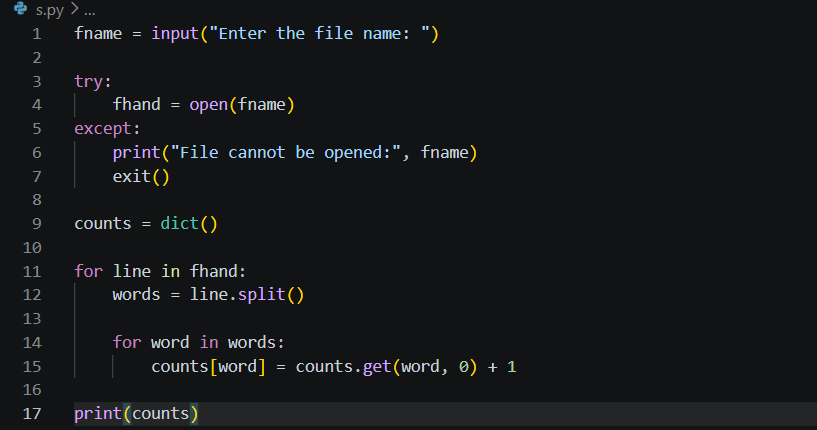 s.py > ...
1 fname = input("Enter the file name: ")
2
3 try:
4     fhand = open(fname)
5 except:
6     print("File cannot be opened:", fname)
7     exit()
8
9 counts = dict()
10
11 for line in fhand:
12     words = line.split()
13
14     for word in words:
15         counts[word] = counts.get(word, 0) + 1
16
17 print(counts)